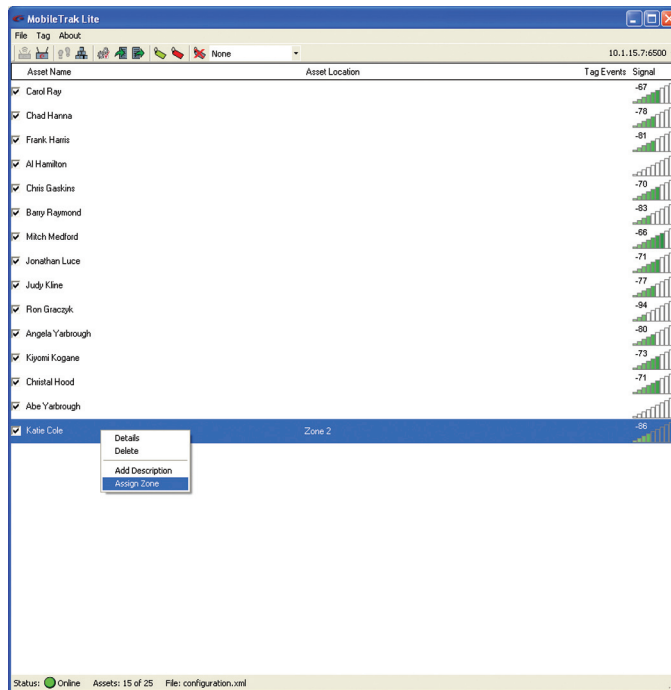 MobileTrak Lite
File Tag About
None 10.1.15.7:6500
Asset Name Asset Location Tag Events Signal
Carol Ray -67
Chad Hanna -78
Frank Harris -81
Al Hamilton
Chris Gaskins -70
Barry Raymond -83
Mitch Medford -66
Jonathan Luce -71
Judy Kline -77
Ron Graczyk -94
Angela Yarbrough -80
Kiyomi Kogane -73
Christal Hood -71
Abe Yarbrough
Katie Cole Zone 2 -86
Details
Delete
Add Description
Assign Zone
Status: Online Assets: 15 of 25 File: configuration.xml